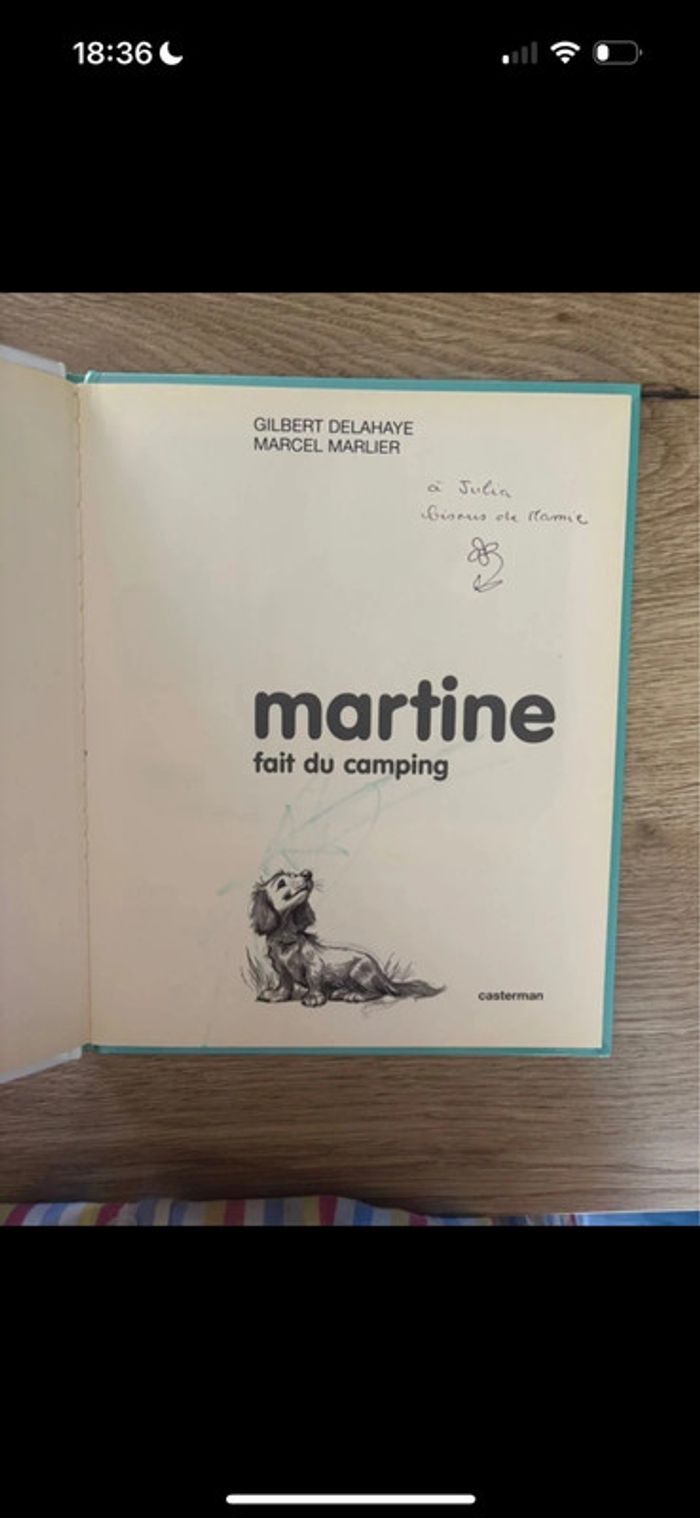 18:36
GILBERT DELAHAYE
MARCEL MARLIER
à Julia
bisous de Mamie
martine
fait du camping
casterman